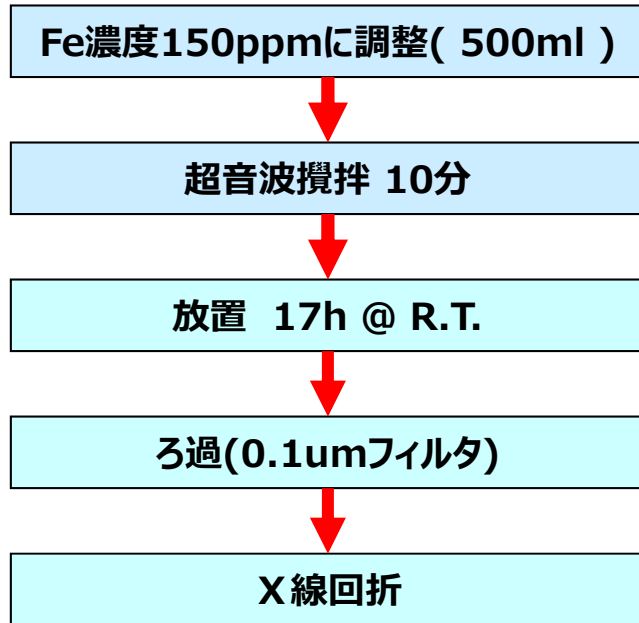 Fe濃度150ppmに調整( 500ml )
超音波攪拌 10分
放置 17h @ R.T.
ろ過(0.1umフィルタ)
X線回折